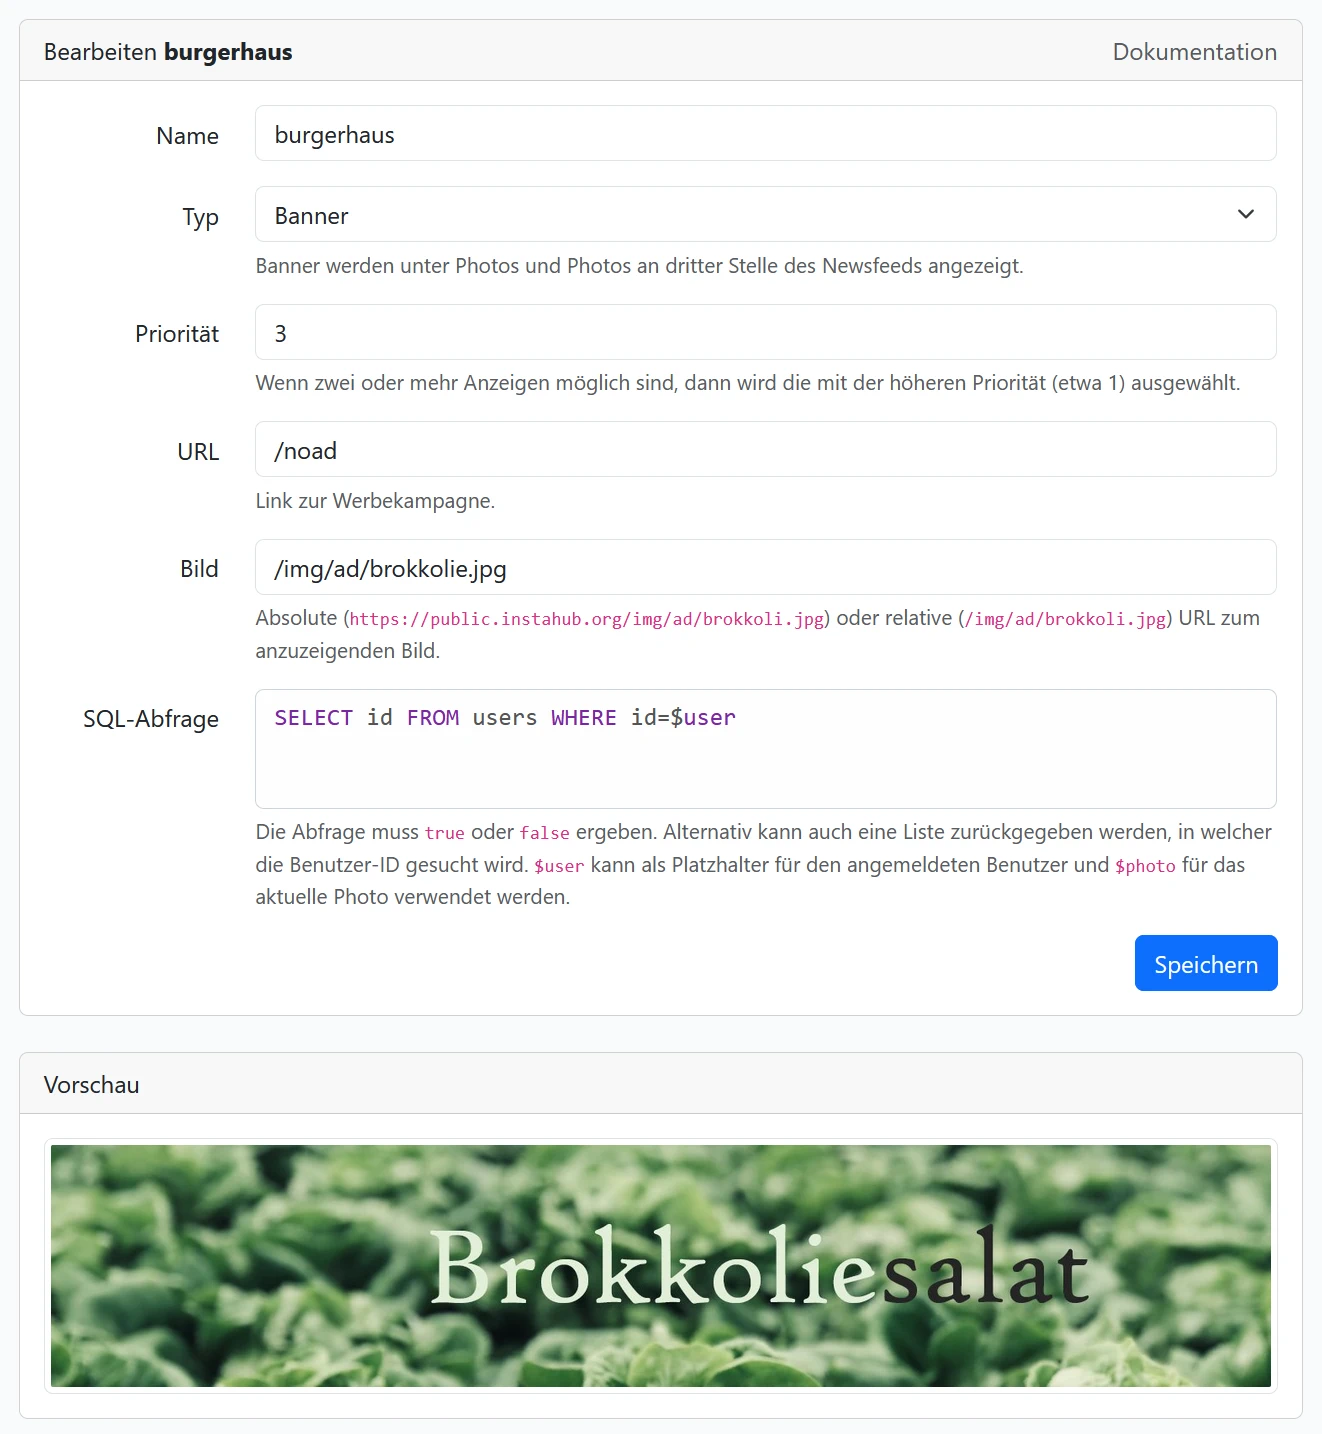 Bearbeiten burgerhaus
Dokumentation
Name
burgerhaus
Typ
Banner
Banner werden unter Photos und Photos an dritter Stelle des Newsfeeds angezeigt.
Priorität
3
Wenn zwei oder mehr Anzeigen möglich sind, dann wird die mit der höheren Priorität (etwa 1) ausgewählt.
URL
/noad
Link zur Werbekampagne.
Bild
/img/ad/brokkolie.jpg
Absolute (https://public.instahub.org/img/ad/brokkoli.jpg) oder relative (/img/ad/brokkoli.jpg) URL zum
anzuzeigenden Bild.
SQL-Abfrage
SELECT id FROM users WHERE id=$user
Die Abfrage muss true oder false ergeben. Alternativ kann auch eine Liste zurückgegeben werden, in welcher
die Benutzer-ID gesucht wird. $user kann als Platzhalter für den angemeldeten Benutzer und $photo für das
aktuelle Photo verwendet werden.
Speichern
Vorschau
Brokkoliesalat